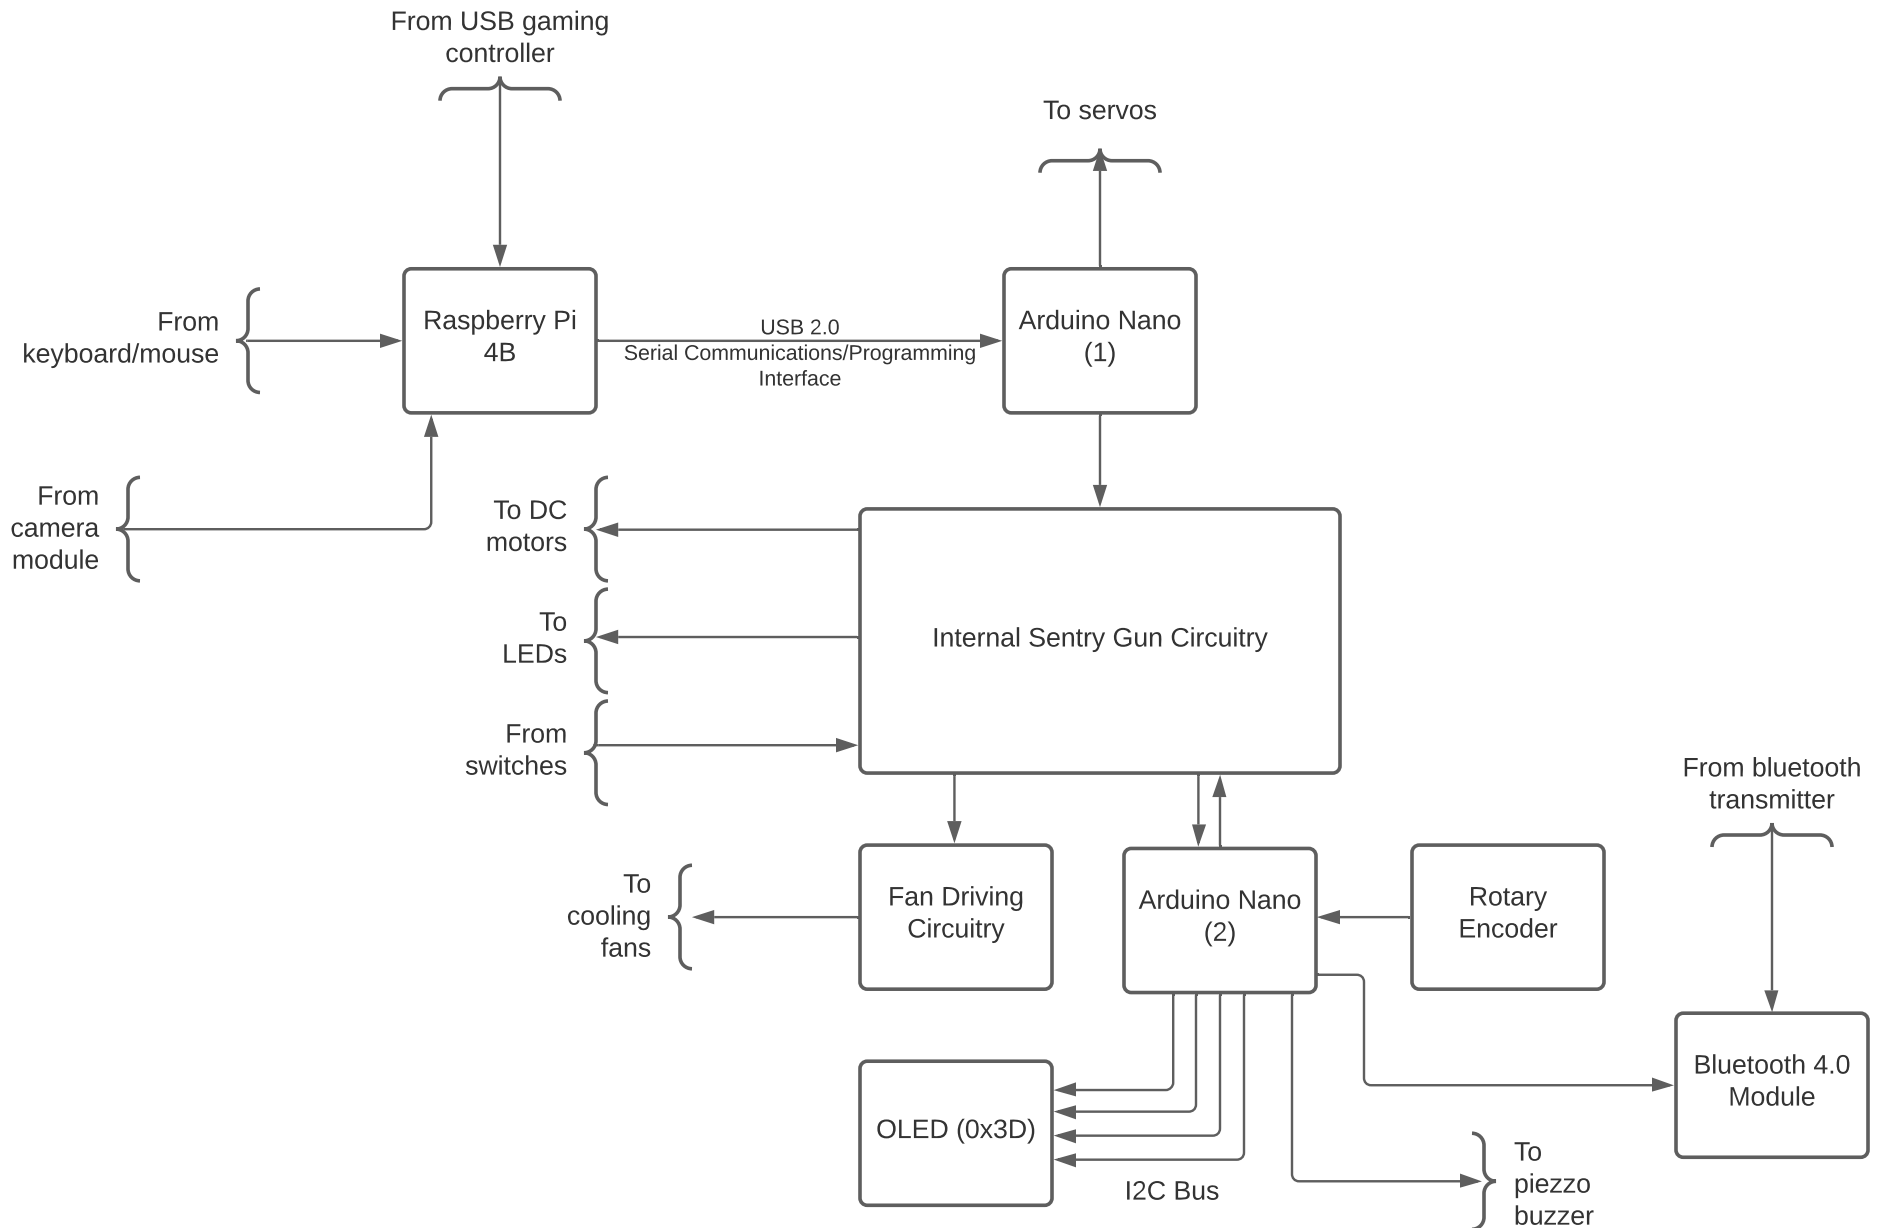 From USB gaming
controller
To servos
From
keyboard/mouse
Raspberry Pi
4B
USB 2.0
Serial Communications/Programming
Interface
Arduino Nano
(1)
From
camera
module
To DC
motors
To
LEDs
From
switches
Internal Sentry Gun Circuitry
From bluetooth
transmitter
To
cooling
fans
Fan Driving
Circuitry
Arduino Nano
(2)
Rotary
Encoder
Bluetooth 4.0
Module
OLED (0x3D)
I2C Bus
To
piezzo
buzzer